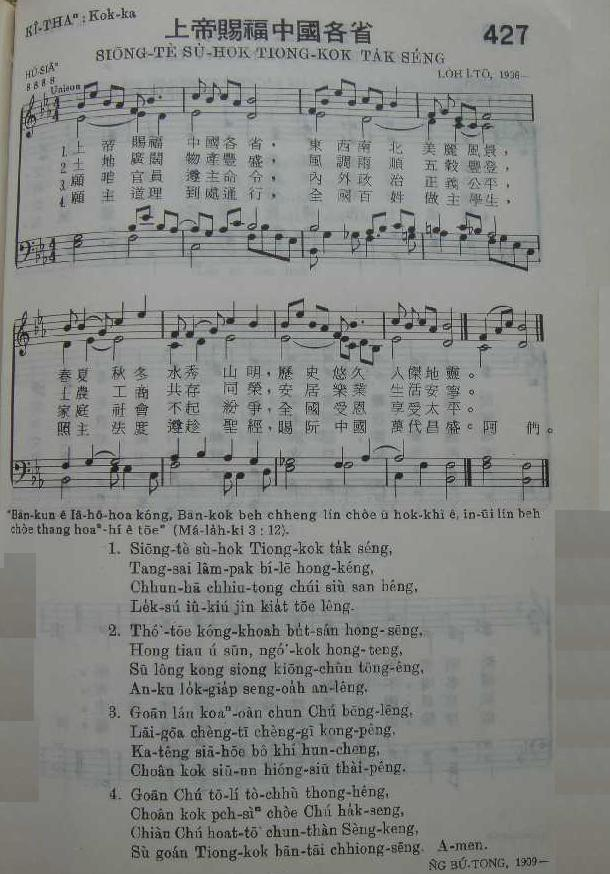 KÎ-THAⁿ : Kok-ka
上帝賜福中國各省
427
SIŌNG-TÈ SÙ-HOK TIONG-KOK TA̍K SÉNG
HÛ-SIĀⁿ
LO̍H Î-TÔ, 1936—
8 8 8 8
Unison
1. 上帝賜福 中國各省， 東西南北 美麗風景，
2. 土地廣闊 物產豐盛， 風調雨順 五穀豐登，
3. 願咱官員 遵主命令， 內外政治 正義公平，
4. 願主道理 到處通行， 全國百姓 做主學生，
春夏秋冬 水秀山明，歷史悠久 人傑地靈。
士農工商 共存同榮，安居樂業 生活安寧。
家庭社會 不起紛爭，全國受恩 享受太平。
照主法度 遵趁聖經，賜阮中國 萬代昌盛。阿們。
"Bān-kun ê Iâ-hô-hoa kóng, Bān-kok beh chheng lín chòe ū hok-khì ê, in-ūi lín beh
chòe thang hoaⁿ-hí ê tōe" (Má-la̍h-ki 3 : 12).
1. Siōng-tè sù-hok Tiong-kok ta̍k séng,
Tang-sai lâm-pak bí-lē hong-kéng,
Chhun-hā chhiu-tong chúi siù san bêng,
Le̍k-sú iû-kiú jîn kia̍t tōe lêng.
2. Thó͘-tōe kóng-khoah bu̍t-sán hong-sēng,
Hong tiau ú sūn, ngó͘-kok hong-teng,
Sū lông kong siong kiōng-chûn tông-êng,
An-ku lo̍k-gia̍p seng-oa̍h an-lêng.
3. Goān lán koaⁿ-oân chun Chú bēng-lēng,
Lāi-gōa chèng-tī chèng-gī kong-pêng,
Ka-têng siā-hōe bô khí hun-cheng,
Choân kok siū-un hióng-siū thài-pêng.
4. Goān Chú tō-lí tò-chhù thong-hêng,
Choân kok peh-sìⁿ chòe Chú ha̍k-seng,
Chiàu Chú hoat-tō͘ chun-thàn Sèng-keng,
Sù goán Tiong-kok bān-tāi chhiong-sēng. A-men.
N̂G BÚ-TONG, 1909—